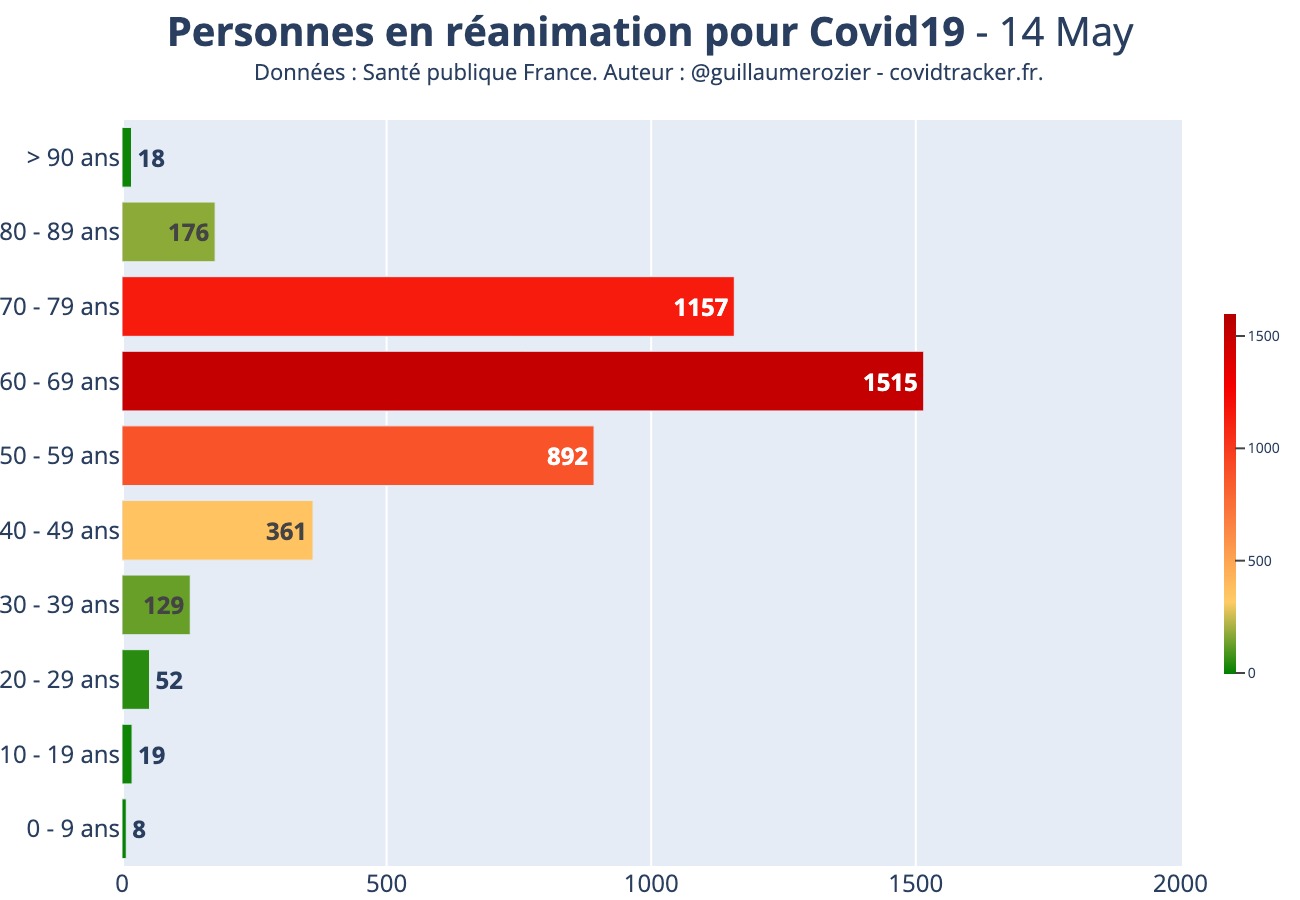 Personnes en réanimation pour Covid19 - 14 May
Données : Santé publique France. Auteur : @guillaumerozier - covidtracker.fr.
> 90 ans 18
80 - 89 ans 176
70 - 79 ans 1157
60 - 69 ans 1515
50 - 59 ans 892
40 - 49 ans 361
30 - 39 ans 129
20 - 29 ans 52
10 - 19 ans 19
0 - 9 ans 8
0 500 1000 1500 2000
1500
1000
500
0